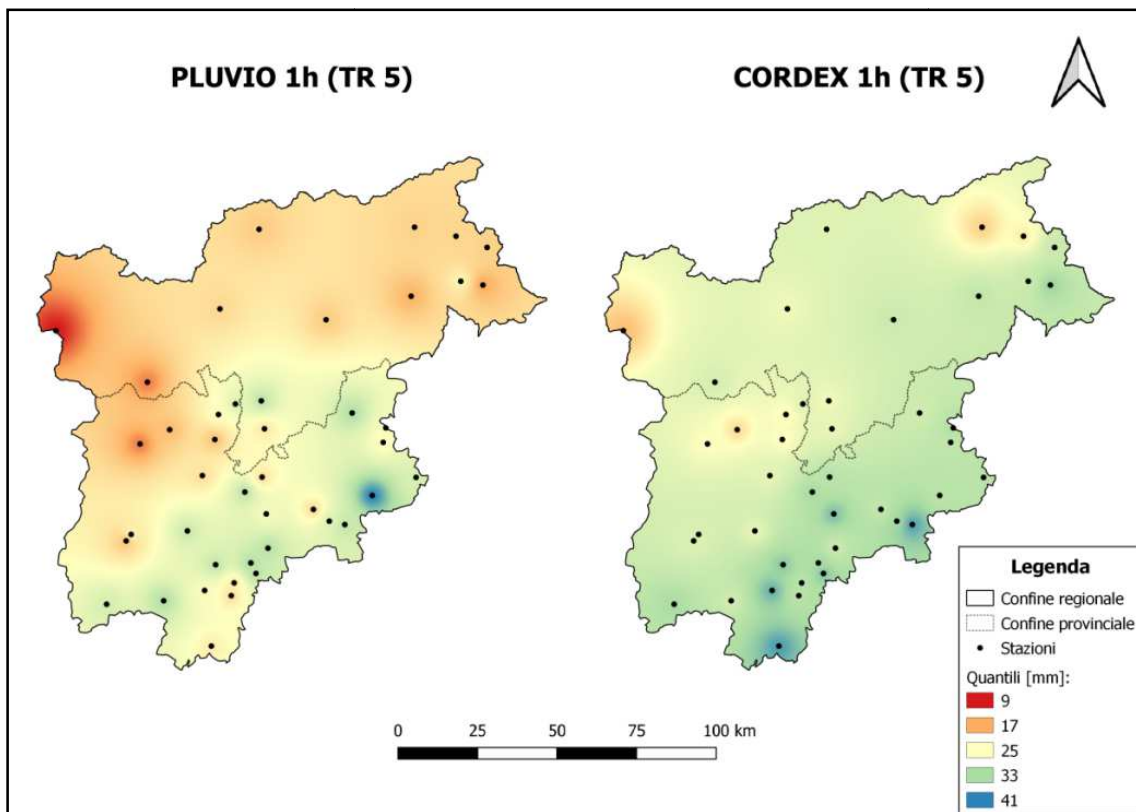 PLUVIO 1h (TR 5)
CORDEX 1h (TR 5)
0 25 50 75 100 km
Legenda
Confine regionale
Confine provinciale
Stazioni
Quantili [mm]:
9
17
25
33
41